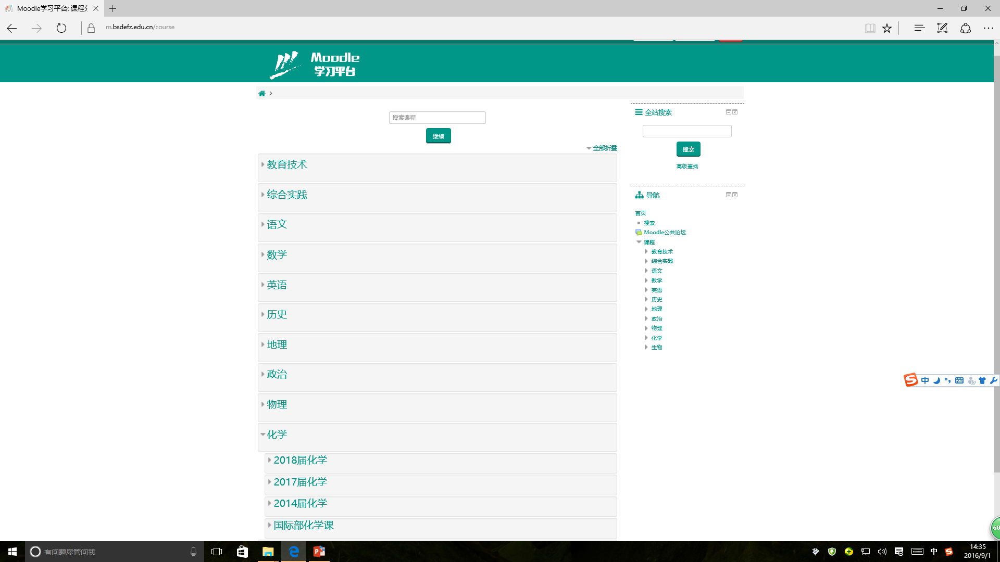 Moodle学习平台: 课程分
m.bsdefz.edu.cn/course
Moodle
学习平台
搜索课程
继续
全部折叠
教育技术
综合实践
语文
数学
英语
历史
地理
政治
物理
化学
2018届化学
2017届化学
2014届化学
国际部化学课
全站搜索
搜索
高级查找
导航
首页
搜索
Moodle公共论坛
课程
教育技术
综合实践
语文
数学
英语
历史
地理
政治
物理
化学
生物
中
60
有问题尽管问我
中
14:35
2016/9/1